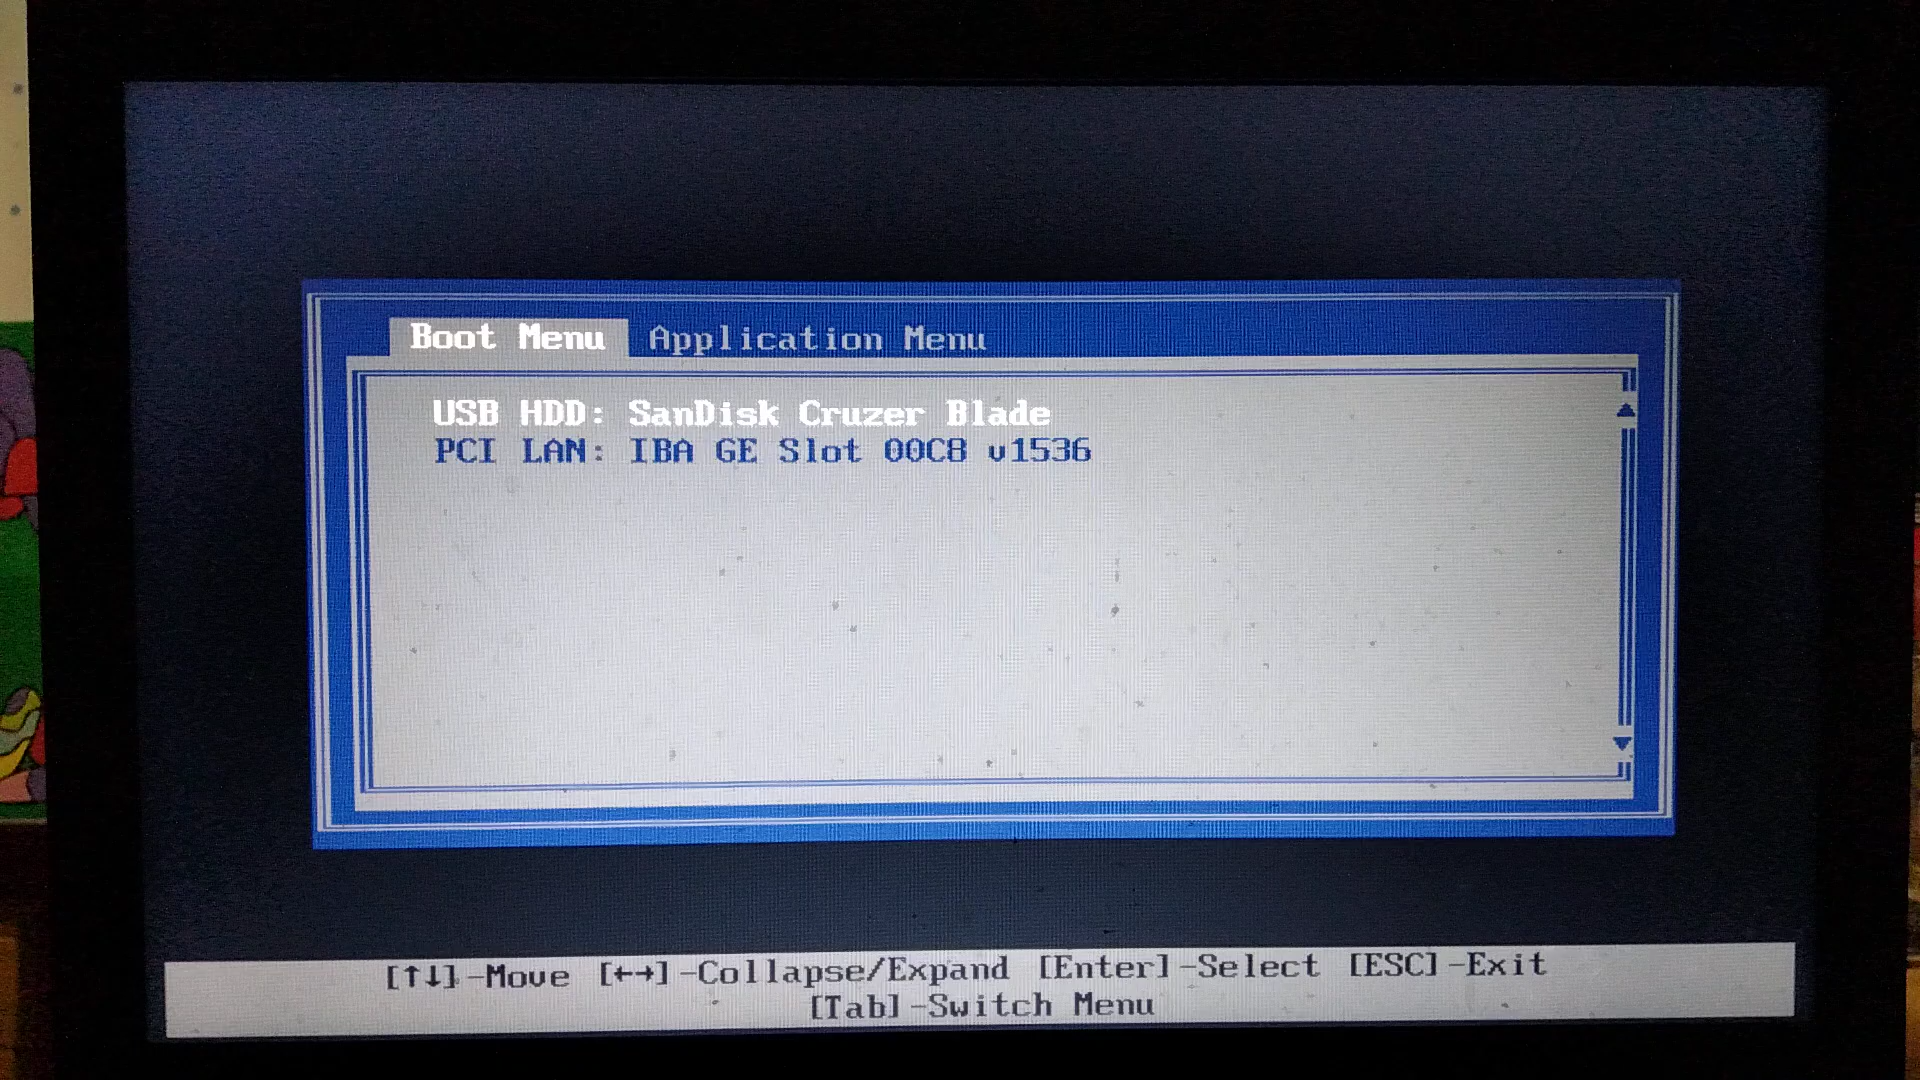 Boot Menu Application Menu
USB HDD: SanDisk Cruzer Blade
PCI LAN: IBA GE Slot 00C8 v1536
[↑↓]-Move [←→]-Collapse/Expand [Enter]-Select [ESC]-Exit
[Tab]-Switch Menu